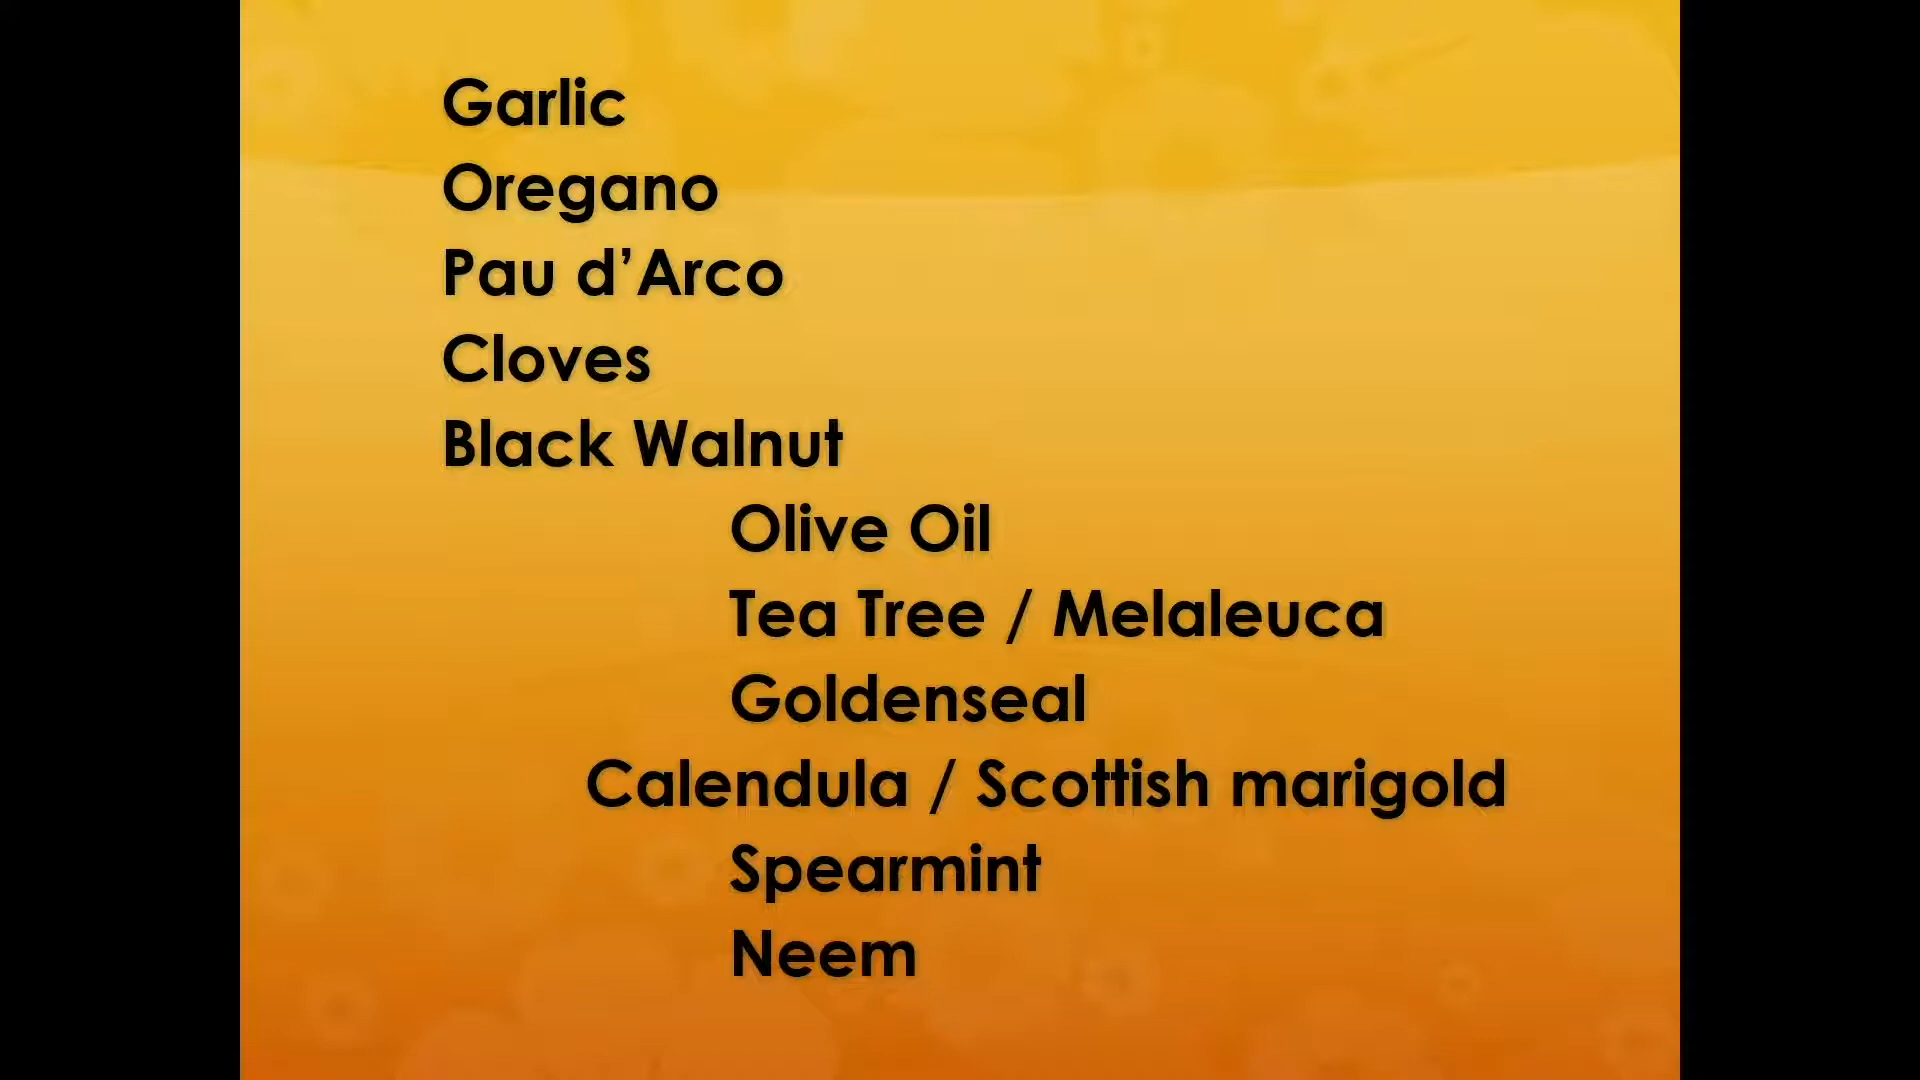 Garlic
Oregano
Pau d’Arco
Cloves
Black Walnut
Olive Oil
Tea Tree / Melaleuca
Goldenseal
Calendula / Scottish marigold
Spearmint
Neem